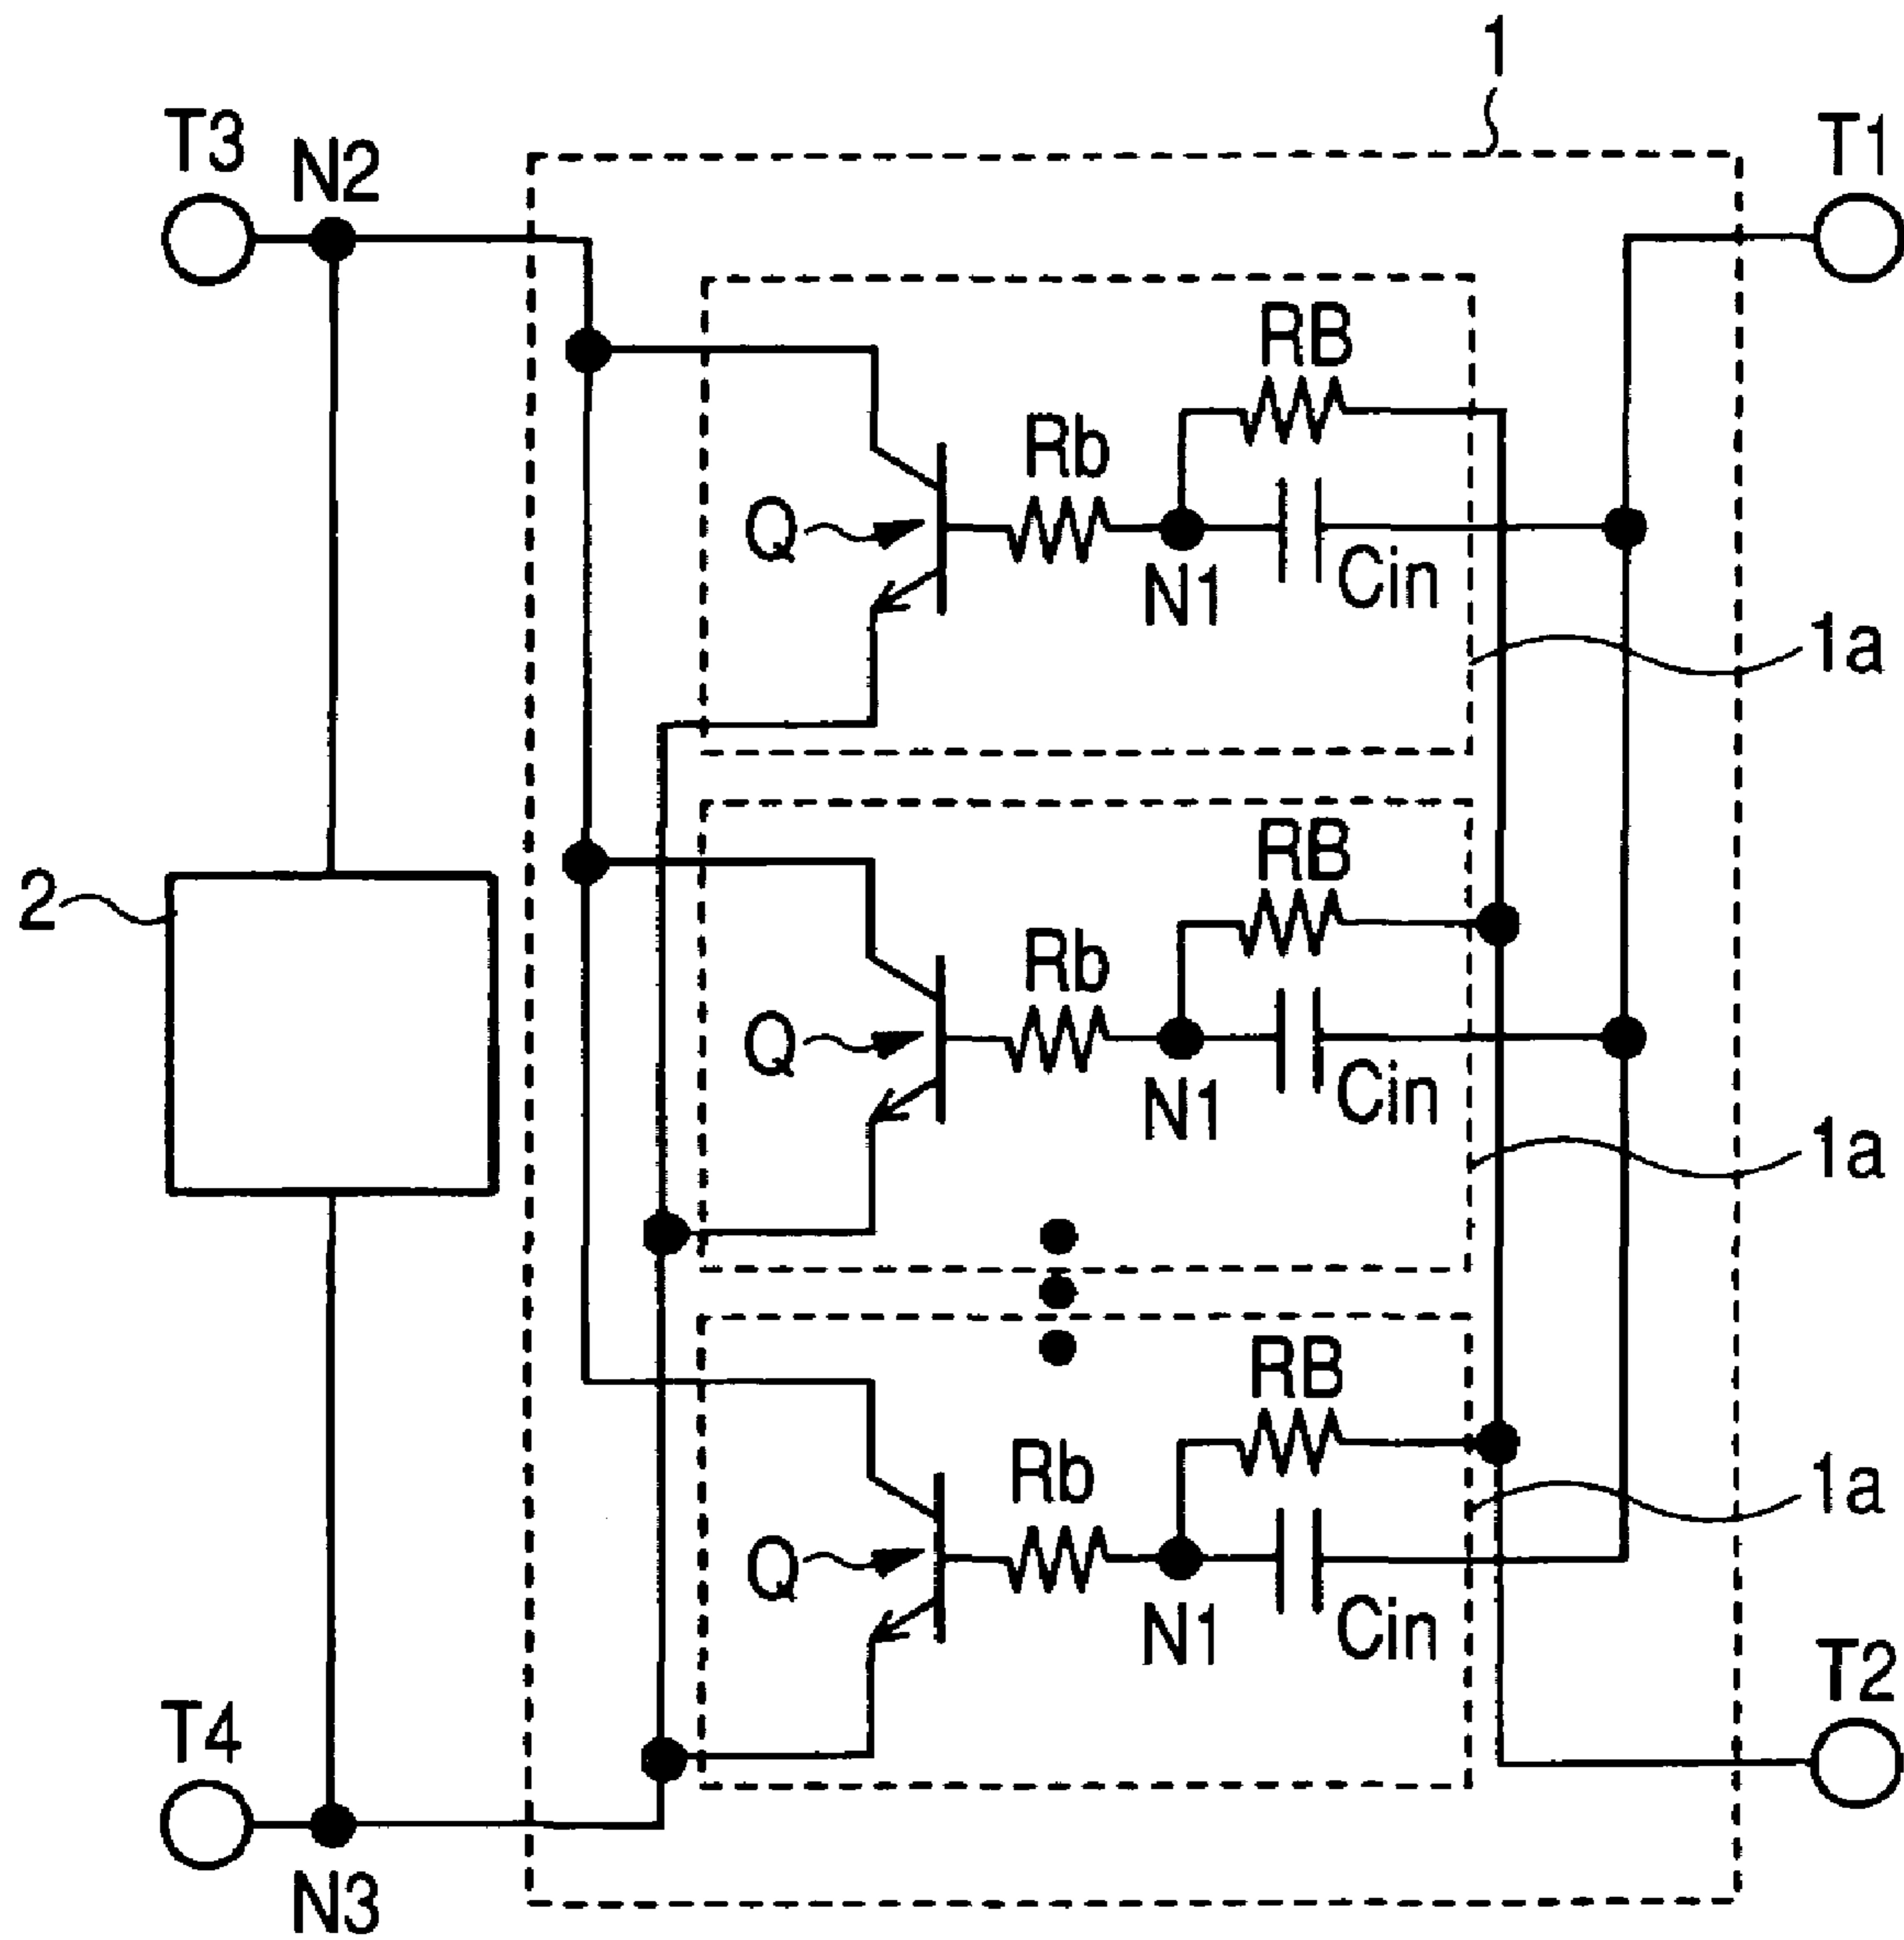 1
T3
N2
T1
RB
Rb
Q
N1
Cin
1a
RB
2
Rb
Q
N1
Cin
1a
RB
Rb
1a
Q
N1
Cin
T2
T4
N3